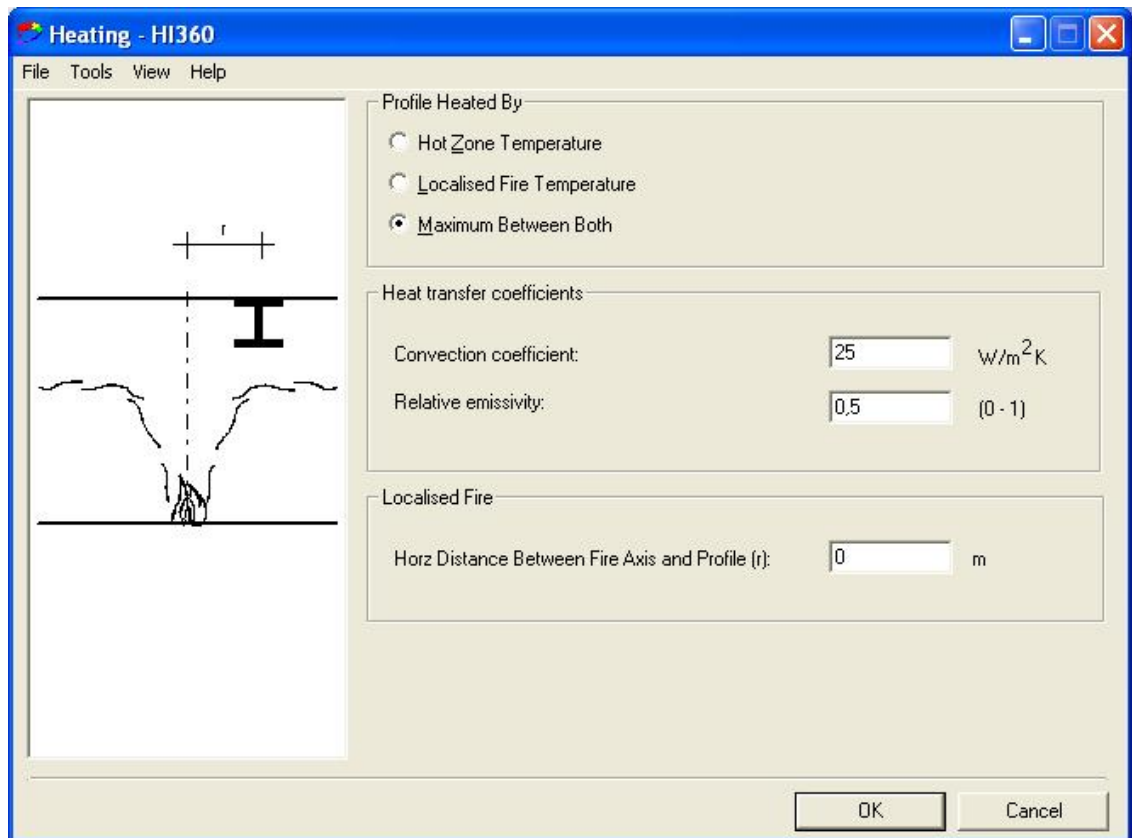 Heating - HI360
File Tools View Help
r
Profile Heated By
Hot Zone Temperature
Localised Fire Temperature
Maximum Between Both
Heat transfer coefficients
Convection coefficient: 25 W/m²K
Relative emissivity: 0,5 (0 - 1)
Localised Fire
Horz Distance Between Fire Axis and Profile (r): 0 m
OK Cancel